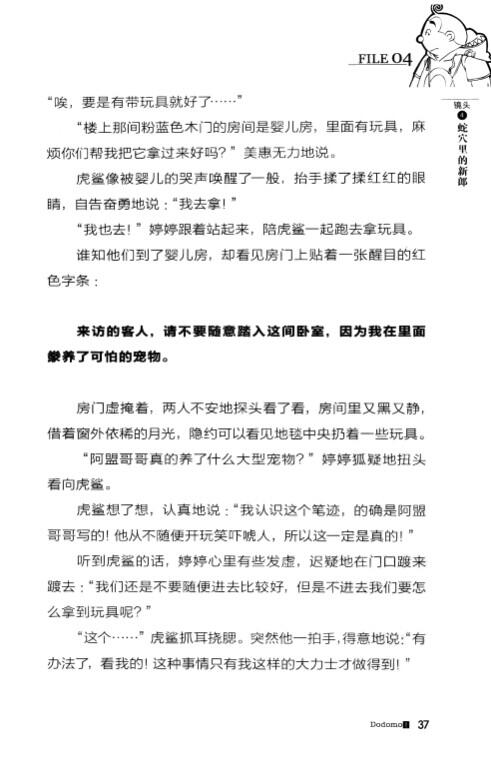 FILE 04
镜头
4
蛇穴里的新郎
“唉，要是有带玩具就好了……”
“楼上那间粉蓝色木门的房间是婴儿房，里面有玩具，麻
烦你们帮我把它拿过来好吗？”美惠无力地说。
虎鲨像被婴儿的哭声唤醒了一般，抬手揉了揉红红的眼
睛，自告奋勇地说：“我去拿！”
“我也去！”婷婷跟着站起来，陪虎鲨一起跑去拿玩具。
谁知他们到了婴儿房，却看见房门上贴着一张醒目的红
色字条：
来访的客人，请不要随意踏入这间卧室，因为我在里面
豢养了可怕的宠物。
房门虚掩着，两人不安地探头看了看，房间里又黑又静，
借着窗外依稀的月光，隐约可以看见地毯中央扔着一些玩具。
“阿盟哥哥真的养了什么大型宠物？”婷婷狐疑地扭头
看向虎鲨。
虎鲨想了想，认真地说：“我认识这个笔迹，的确是阿盟
哥哥写的！他从不随便开玩笑吓唬人，所以这一定是真的！”
听到虎鲨的话，婷婷心里有些发虚，迟疑地在门口踱来
踱去：“我们还是不要随便进去比较好，但是不进去我们要怎
么拿到玩具呢？”
“这个……”虎鲨抓耳挠腮。突然他一拍手，得意地说：“有
办法了，看我的！这种事情只有我这样的大力士才做得到！”
Dodomo
37